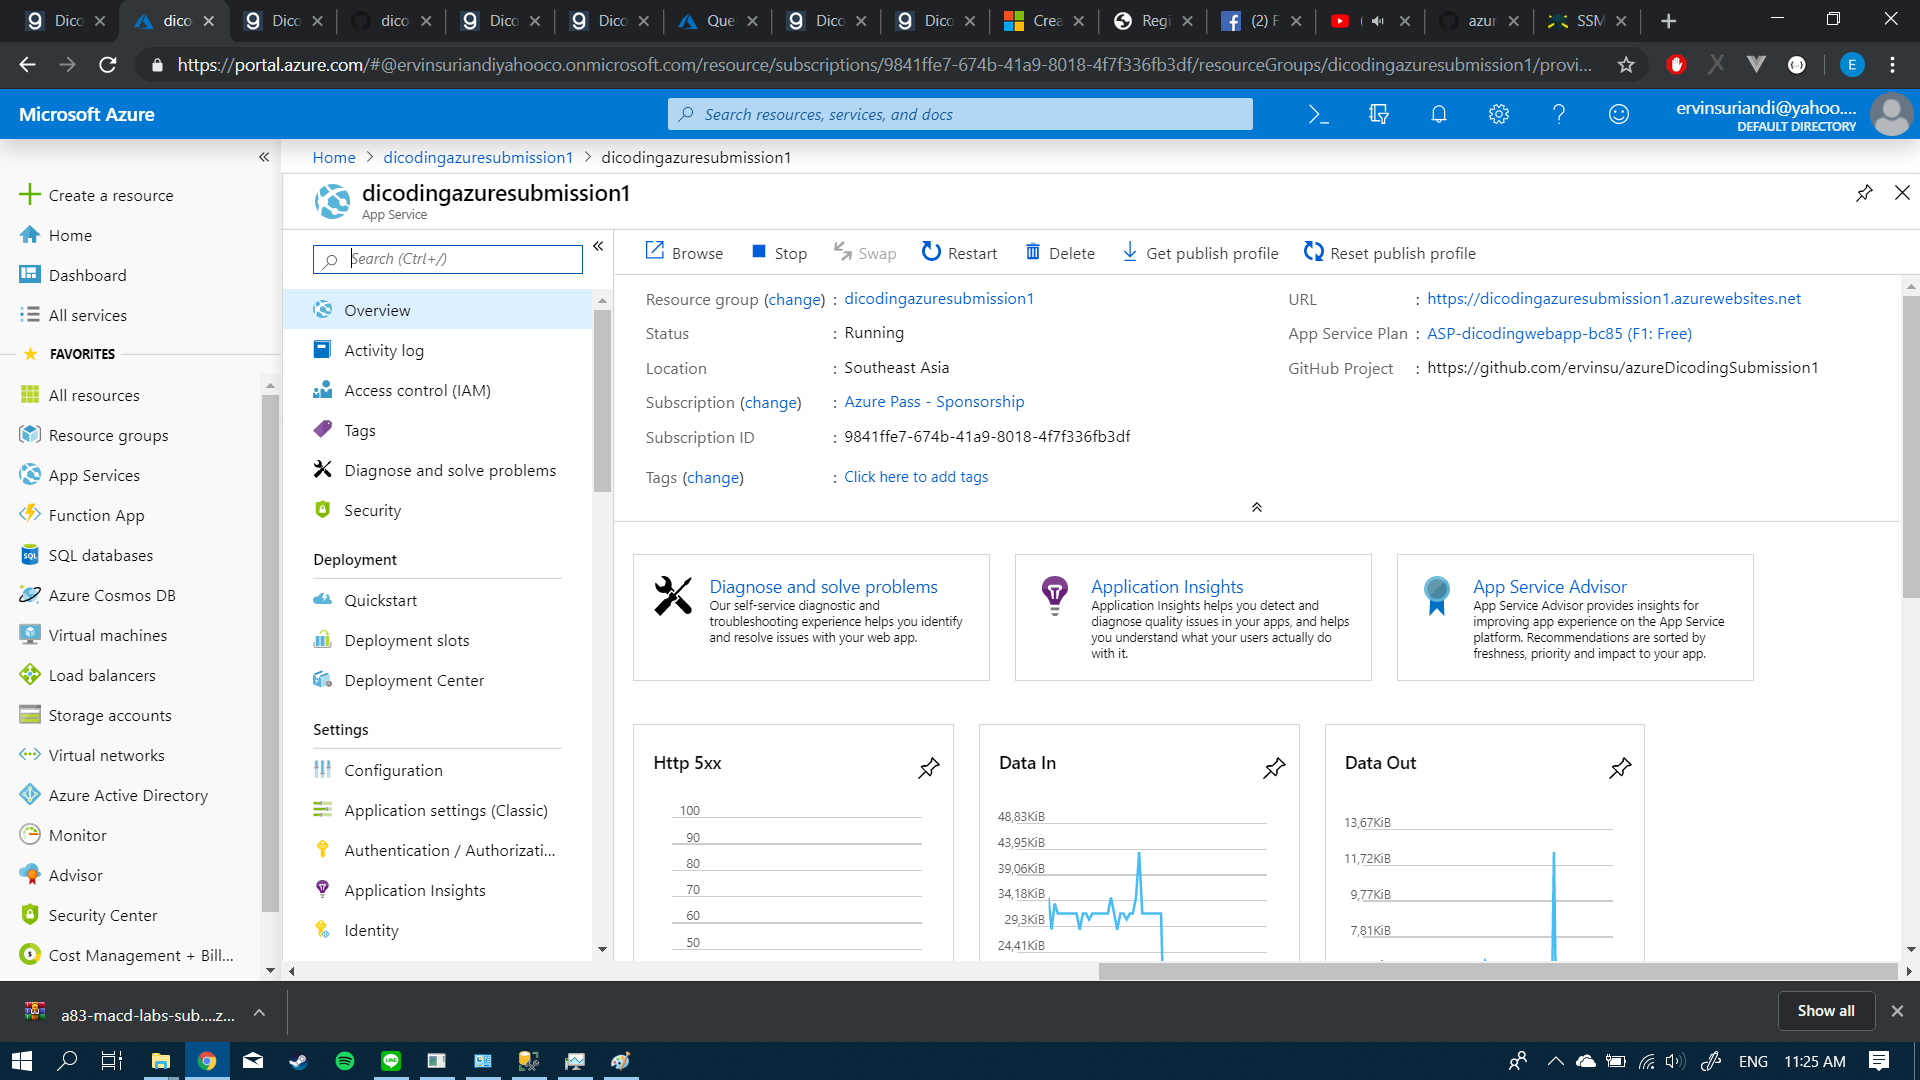 Dico
dico
Dico
dico
Dico
Dico
Que
Dico
Dico
Crea
Regi
(2) F
azur
SSM
https://portal.azure.com/#@ervinsuriandiyahooco.onmicrosoft.com/resource/subscriptions/9841ffe7-674b-41a9-8018-4f7f336fb3df/resourceGroups/dicodingazuresubmission1/provi...
E
Microsoft Azure
Search resources, services, and docs
ervinsuriandi@yahoo....
DEFAULT DIRECTORY
Create a resource
Home
Dashboard
All services
FAVORITES
All resources
Resource groups
App Services
Function App
SQL databases
Azure Cosmos DB
Virtual machines
Load balancers
Storage accounts
Virtual networks
Azure Active Directory
Monitor
Advisor
Security Center
Cost Management + Bill...
Home > dicodingazuresubmission1 > dicodingazuresubmission1
dicodingazuresubmission1
App Service
Search (Ctrl+/)
Overview
Activity log
Access control (IAM)
Tags
Diagnose and solve problems
Security
Deployment
Quickstart
Deployment slots
Deployment Center
Settings
Configuration
Application settings (Classic)
Authentication / Authorizati...
Application Insights
Identity
Browse
Stop
Swap
Restart
Delete
Get publish profile
Reset publish profile
Resource group (change) : dicodingazuresubmission1
Status : Running
Location : Southeast Asia
Subscription (change) : Azure Pass - Sponsorship
Subscription ID : 9841ffe7-674b-41a9-8018-4f7f336fb3df
Tags (change) : Click here to add tags
URL : https://dicodingazuresubmission1.azurewebsites.net
App Service Plan : ASP-dicodingwebapp-bc85 (F1: Free)
GitHub Project : https://github.com/ervinsu/azureDicodingSubmission1
Diagnose and solve problems
Our self-service diagnostic and
troubleshooting experience helps you identify
and resolve issues with your web app.
Application Insights
Application Insights helps you detect and
diagnose quality issues in your apps, and helps
you understand what your users actually do
with it.
App Service Advisor
App Service Advisor provides insights for
improving app experience on the App Service
platform. Recommendations are sorted by
freshness, priority and impact to your app.
Http 5xx
100
90
80
70
60
50
Data In
48,83KiB
43,95KiB
39,06KiB
34,18KiB
29,3KiB
24,41KiB
Data Out
13,67KiB
11,72KiB
9,77KiB
7,81KiB
a83-macd-labs-sub....z...
Show all
ENG
11:25 AM